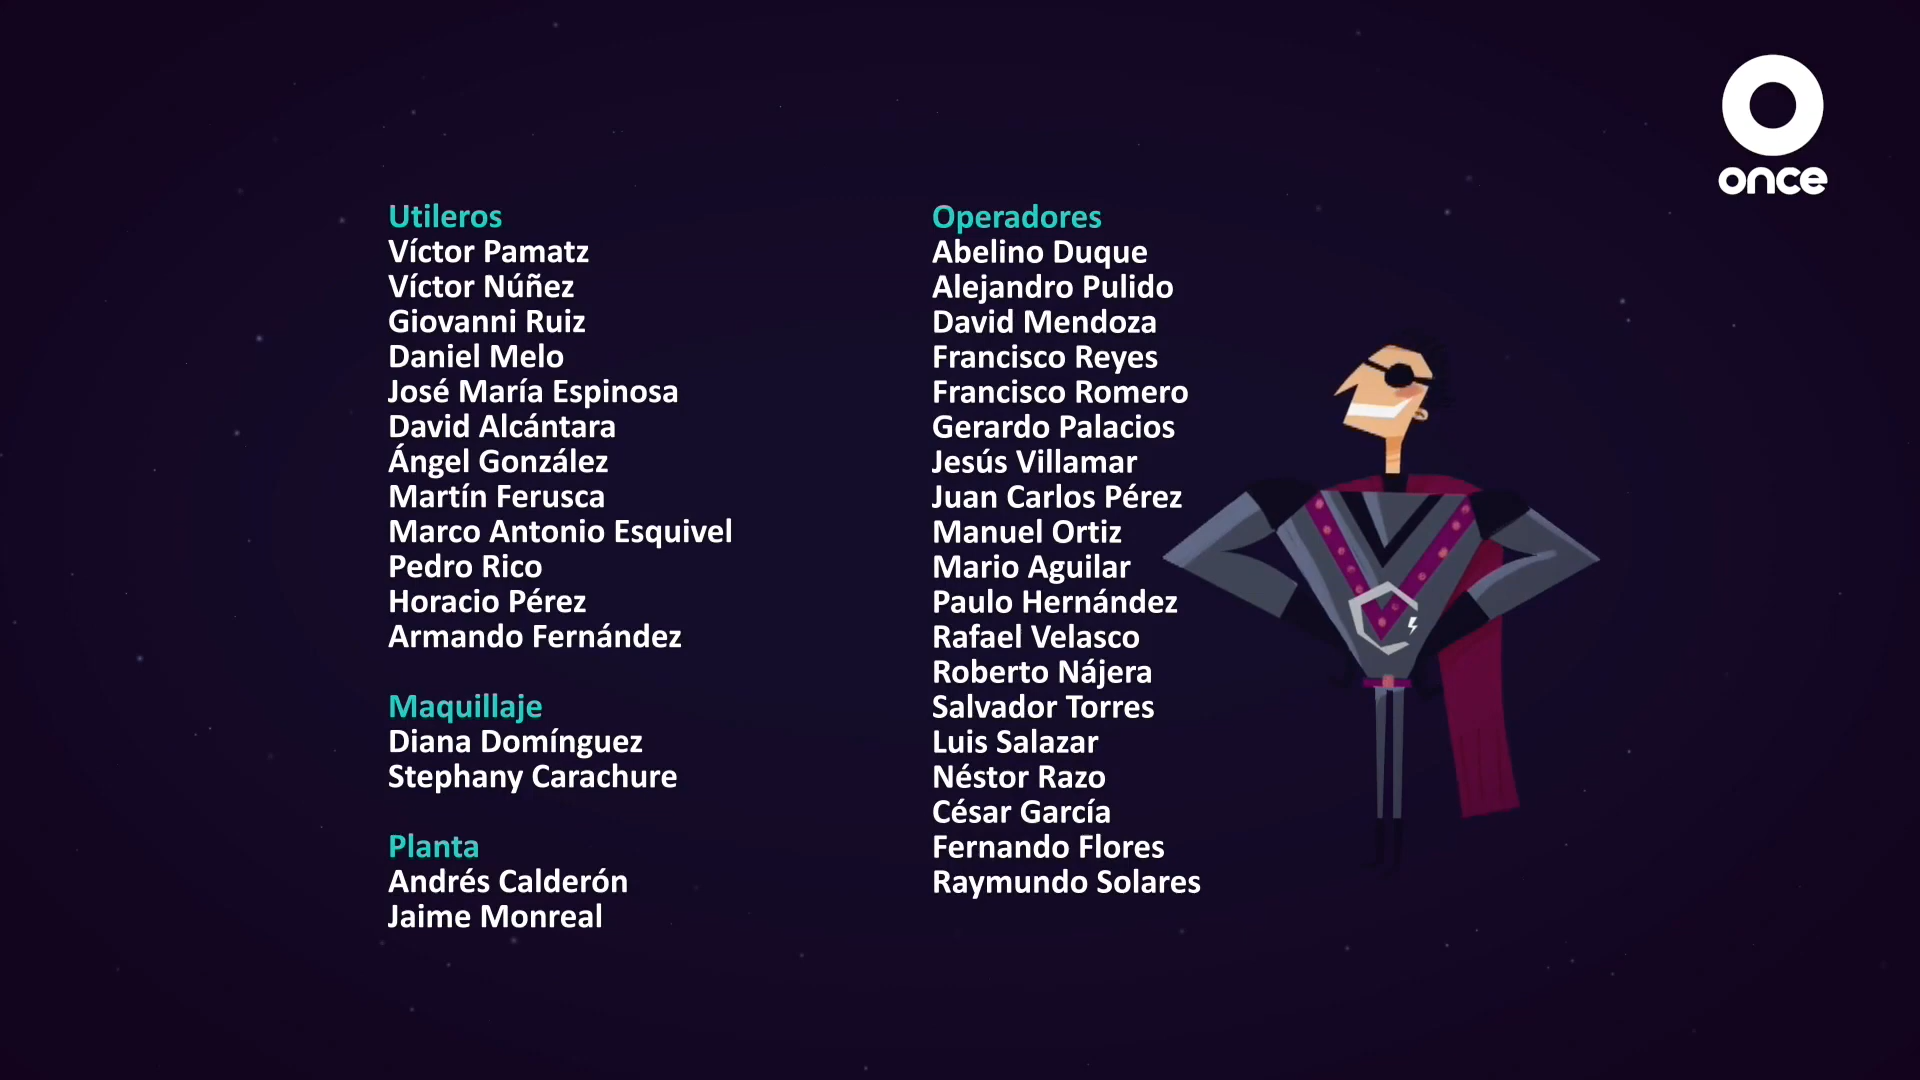 Utileros
Víctor Pamatz
Víctor Núñez
Giovanni Ruiz
Daniel Melo
José María Espinosa
David Alcántara
Ángel González
Martín Ferusca
Marco Antonio Esquivel
Pedro Rico
Horacio Pérez
Armando Fernández
Maquillaje
Diana Domínguez
Stephany Carachure
Planta
Andrés Calderón
Jaime Monreal
Operadores
Abelino Duque
Alejandro Pulido
David Mendoza
Francisco Reyes
Francisco Romero
Gerardo Palacios
Jesús Villamar
Juan Carlos Pérez
Manuel Ortiz
Mario Aguilar
Paulo Hernández
Rafael Velasco
Roberto Nájera
Salvador Torres
Luis Salazar
Néstor Razo
César García
Fernando Flores
Raymundo Solares
once